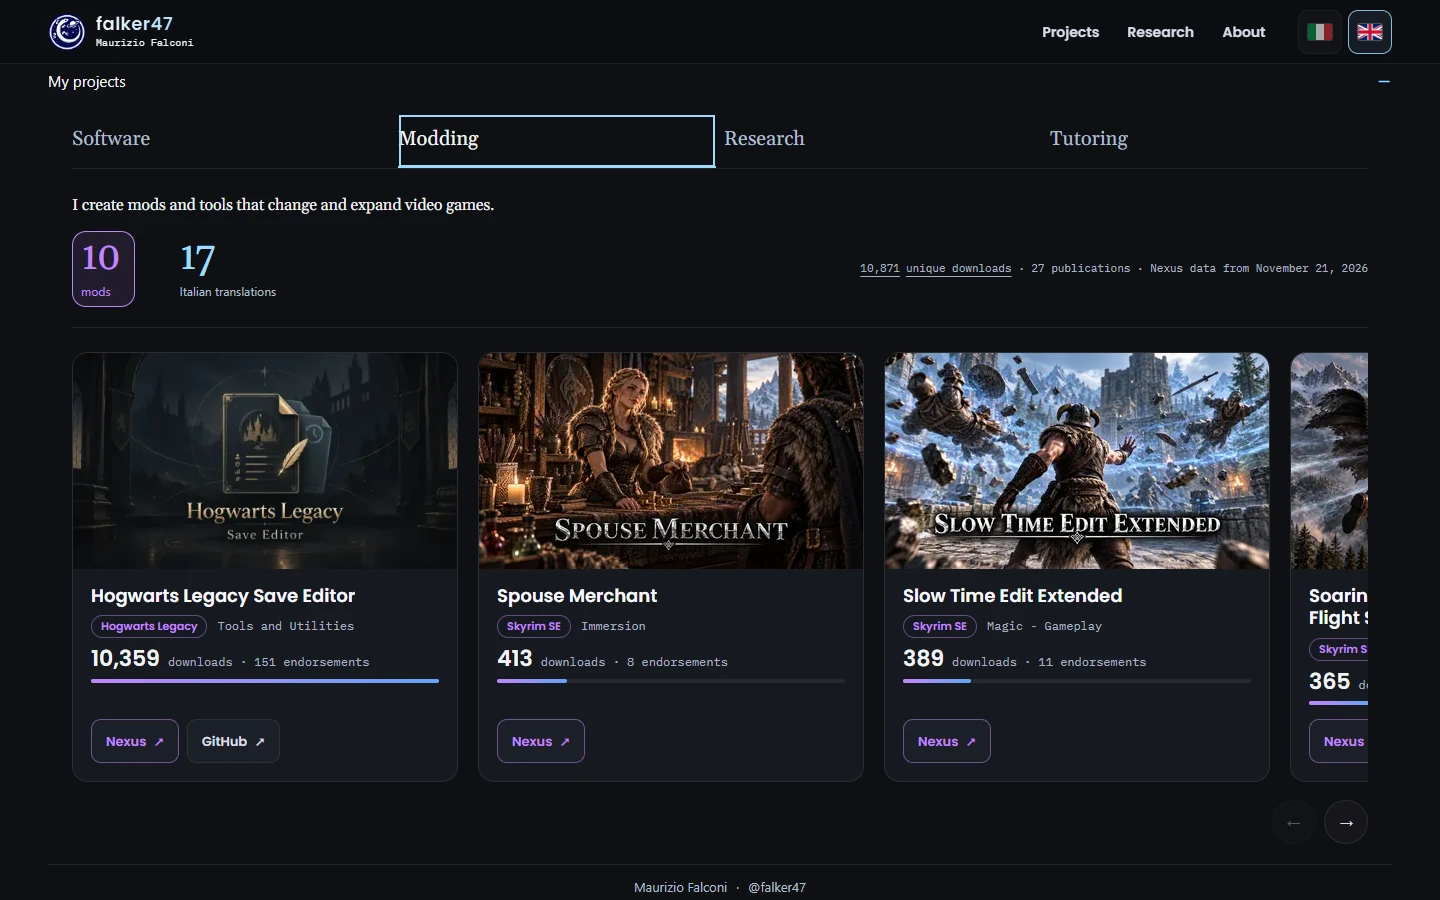 falker47
Maurizio Falconi
Projects Research About
My projects
Software Modding Research Tutoring
I create mods and tools that change and expand video games.
10
mods
17
Italian translations
10,871 unique downloads · 27 publications · Nexus data from November 21, 2026
Hogwarts Legacy
Save Editor
Spouse Merchant
Slow Time Edit Extended
Hogwarts Legacy Save Editor
Hogwarts Legacy Tools and Utilities
10,359 downloads · 151 endorsements
Nexus ↗ GitHub ↗
Spouse Merchant
Skyrim SE Immersion
413 downloads · 8 endorsements
Nexus ↗
Slow Time Edit Extended
Skyrim SE Magic - Gameplay
389 downloads · 11 endorsements
Nexus ↗
Soarin
Flight
Skyrim S
365
Nexus
← →
Maurizio Falconi · @falker47